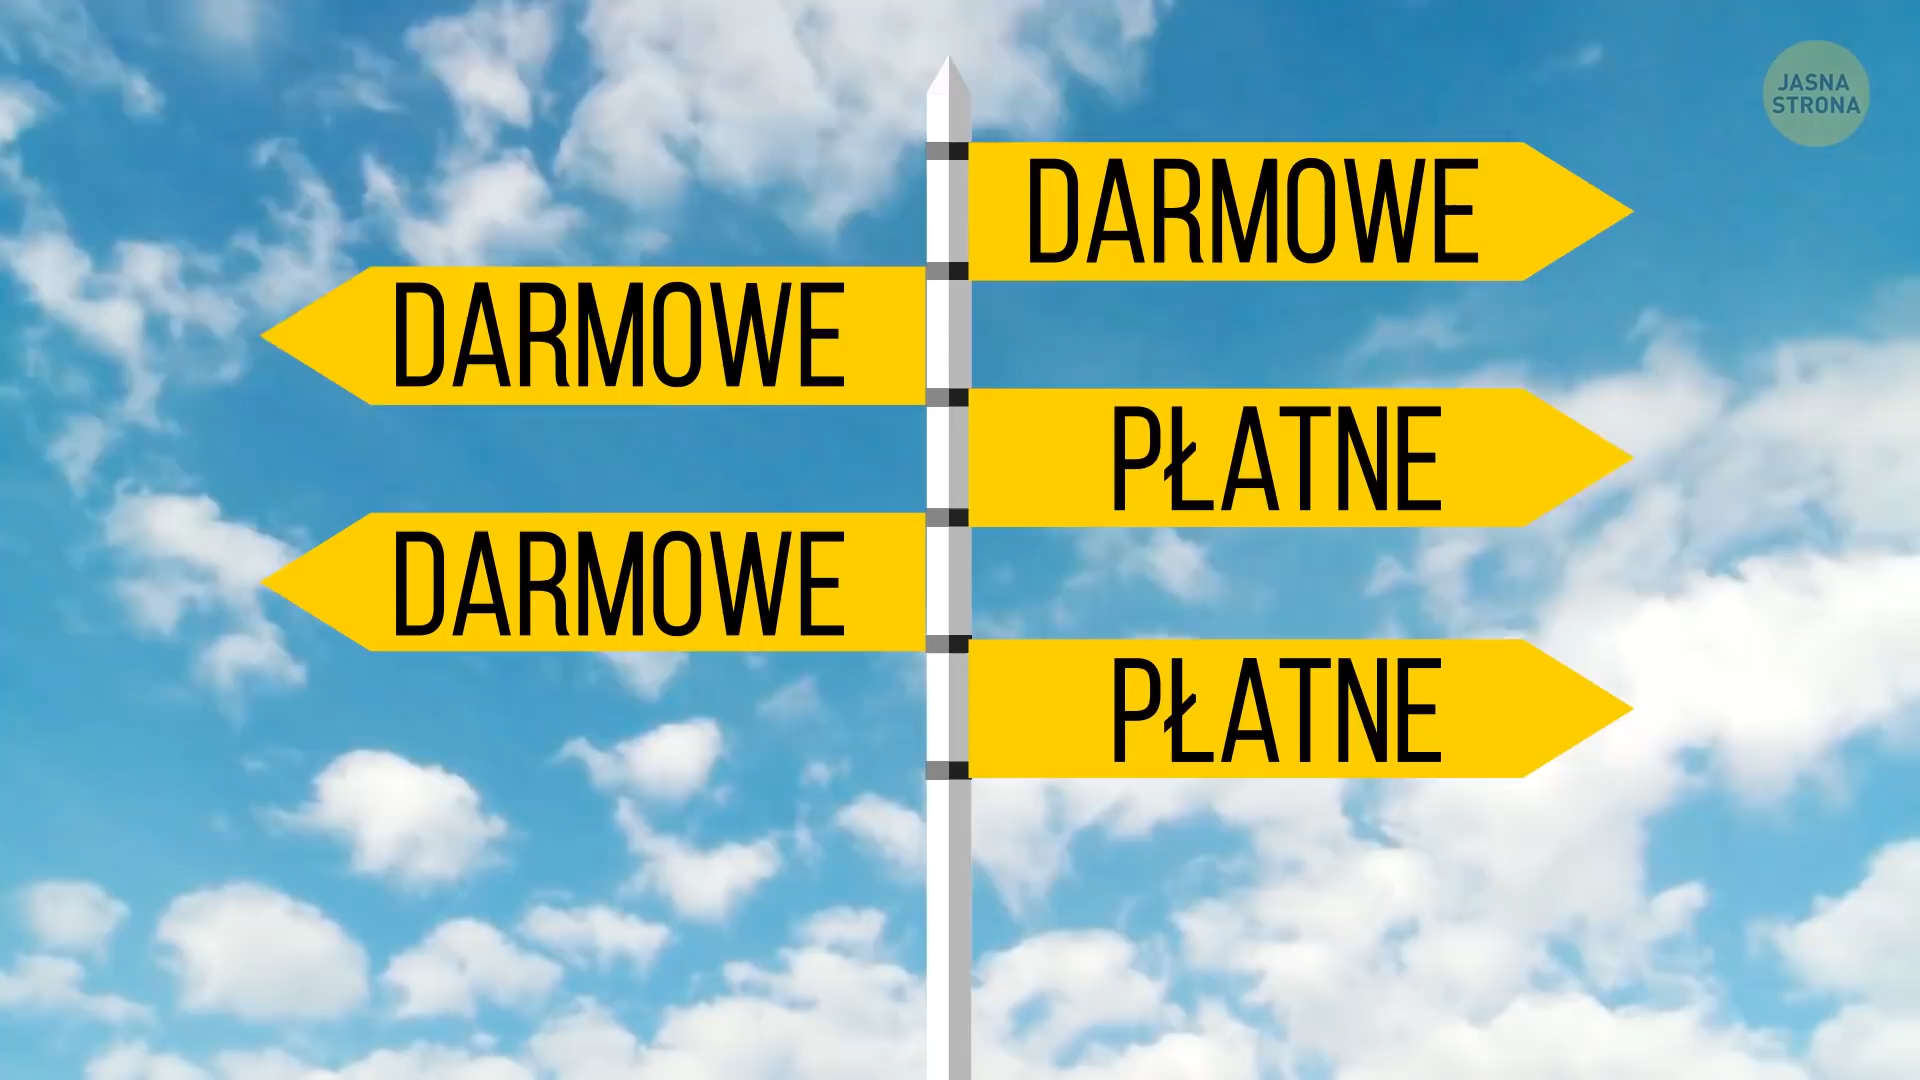 JASNA
STRONA
DARMOWE
DARMOWE
PŁATNE
DARMOWE
PŁATNE